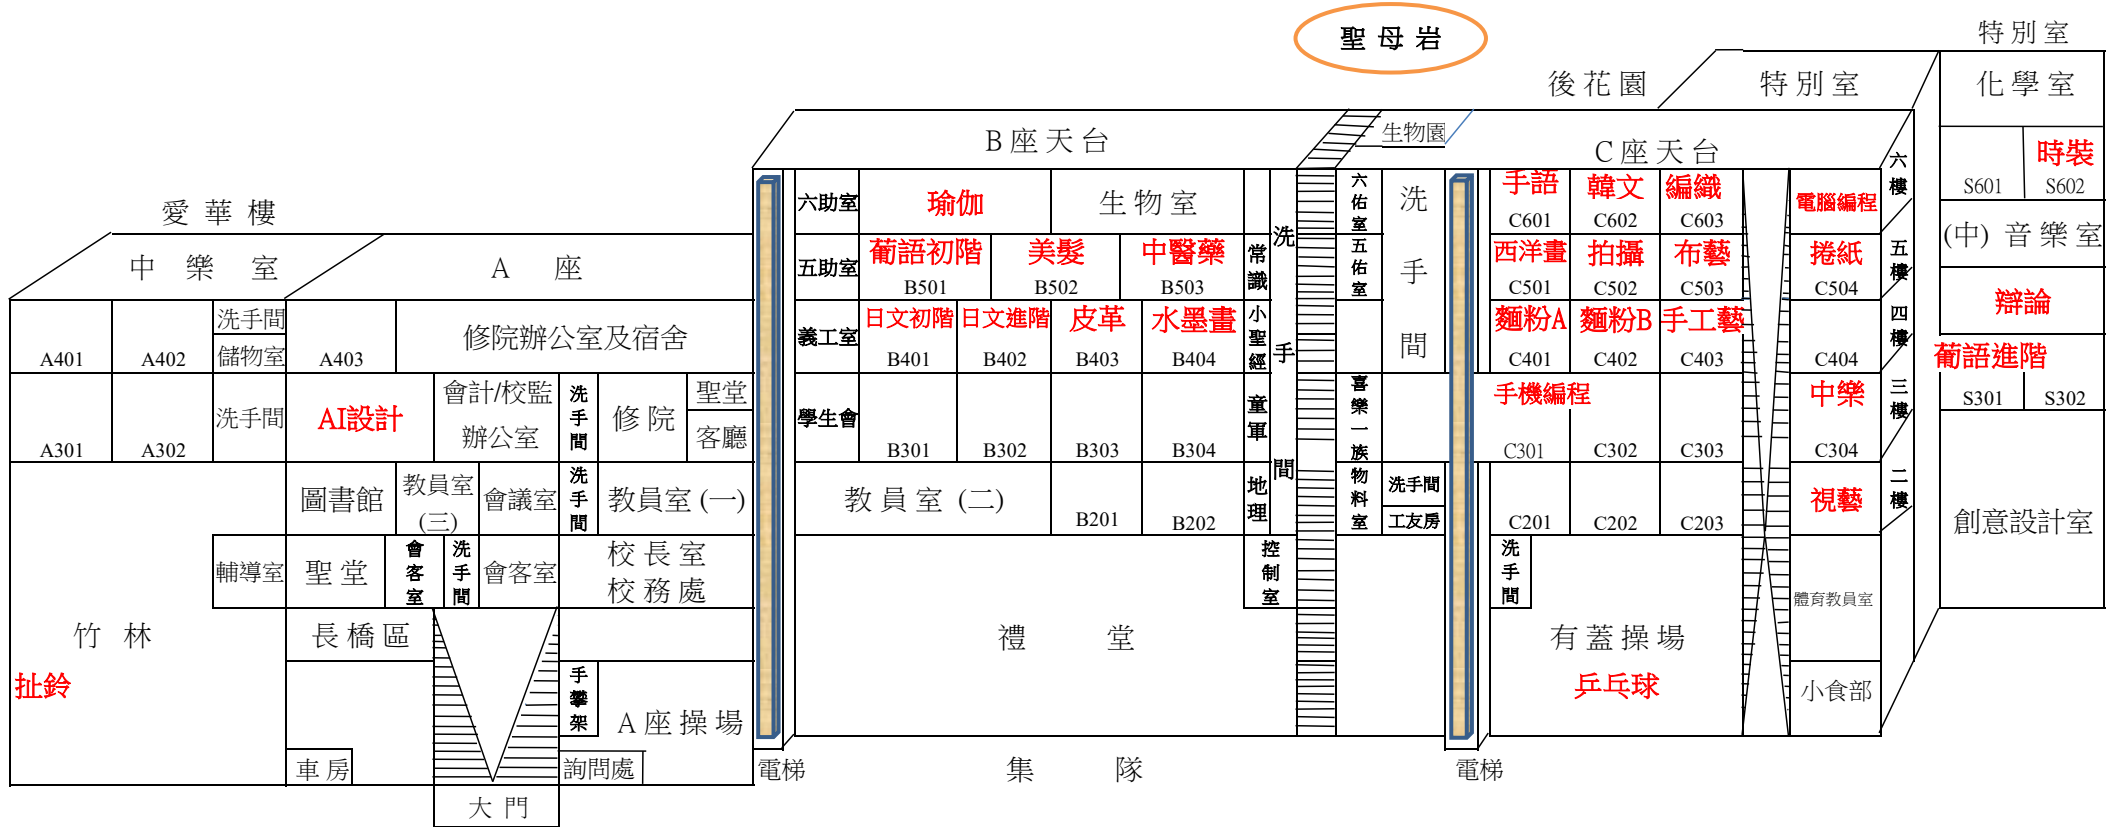 聖母岩
特別室
後花園
特別室
化學室
B座天台
生物園
C座天台
時裝
S601
S602
六樓
六助室
瑜伽
生物室
洗手間
六佑室
洗手間
手語
C601
韓文
C602
編織
C603
電腦編程
愛華樓
中樂室
A座
五助室
葡語初階
B501
美髮
B502
中醫藥
B503
常識
五佑室
西洋畫
C501
拍攝
C502
布藝
C503
捲紙
C504
五樓
(中) 音樂室
A401
A402
洗手間
儲物室
A403
修院辦公室及宿舍
義工室
日文初階
B401
日文進階
B402
皮革
B403
水墨畫
B404
小聖經
麵粉A
C401
麵粉B
C402
手工藝
C403
C404
四樓
辯論
A301
A302
洗手間
AI設計
會計/校監
辦公室
洗手間
修院
聖堂
客廳
學生會
B301
B302
B303
B304
童軍
喜樂一族
手機編程
C301
C302
C303
中樂
C304
三樓
葡語進階
S301
S302
圖書館
教員室
(三)
會議室
洗手間
教員室 (一)
教員室 (二)
B201
B202
地理
物料室
洗手間
工友房
C201
C202
C203
視藝
二樓
創意設計室
輔導室
聖堂
會客室
洗手間
會客室
校長室
校務處
控制室
洗手間
體育教員室
竹林
扯鈴
長橋區
禮堂
有蓋操場
乒乓球
手攀架
A座操場
小食部
車房
詢問處
電梯
集隊
電梯
大門